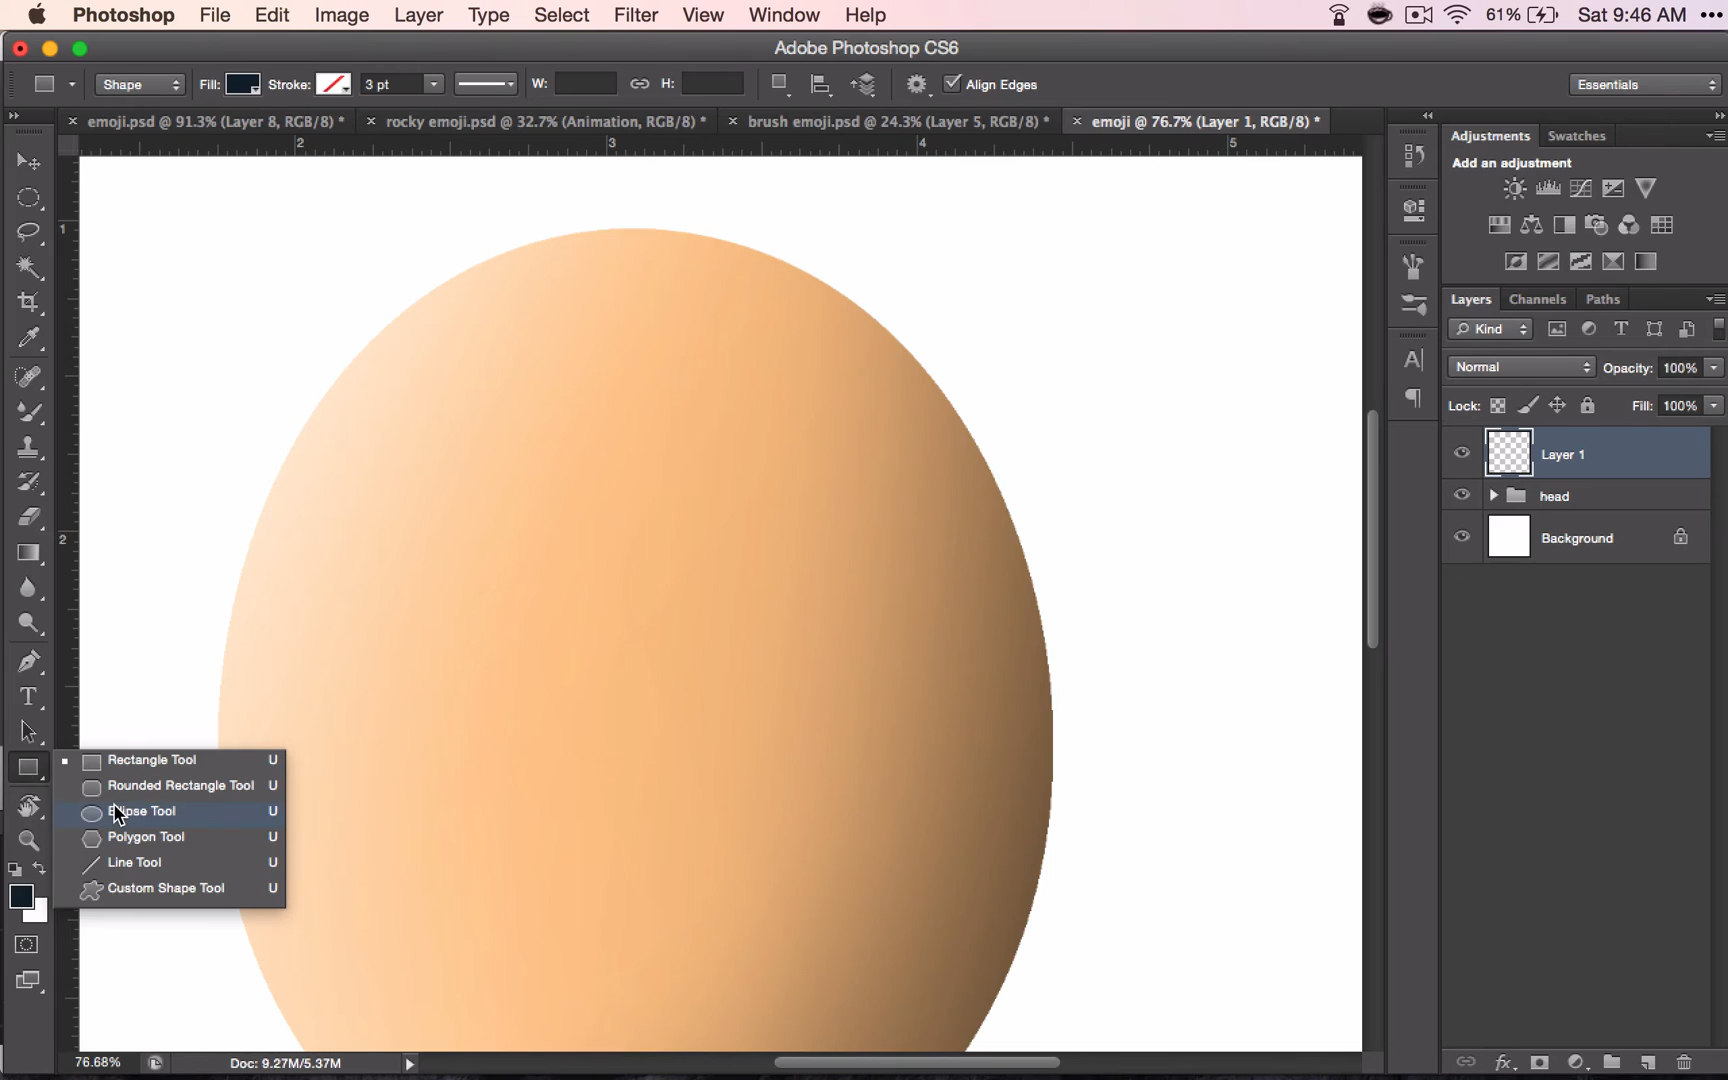 Photoshop File Edit Image Layer Type Select Filter View Window Help 61% Sat 9:46 AM
Adobe Photoshop CS6
Shape Fill: Stroke: 3 pt W: H: Align Edges Essentials
emoji.psd @ 91.3% (Layer 8, RGB/8) * rocky emoji.psd @ 32.7% (Animation, RGB/8) * brush emoji.psd @ 24.3% (Layer 5, RGB/8) * emoji @ 76.7% (Layer 1, RGB/8) *
2 3 4 5
1
2
Adjustments Swatches
Add an adjustment
Layers Channels Paths
Kind
Normal Opacity: 100%
Lock: Fill: 100%
Layer 1
head
Background
Rectangle Tool U
Rounded Rectangle Tool U
Ellipse Tool U
Polygon Tool U
Line Tool U
Custom Shape Tool U
76.68% Doc: 9.27M/5.37M